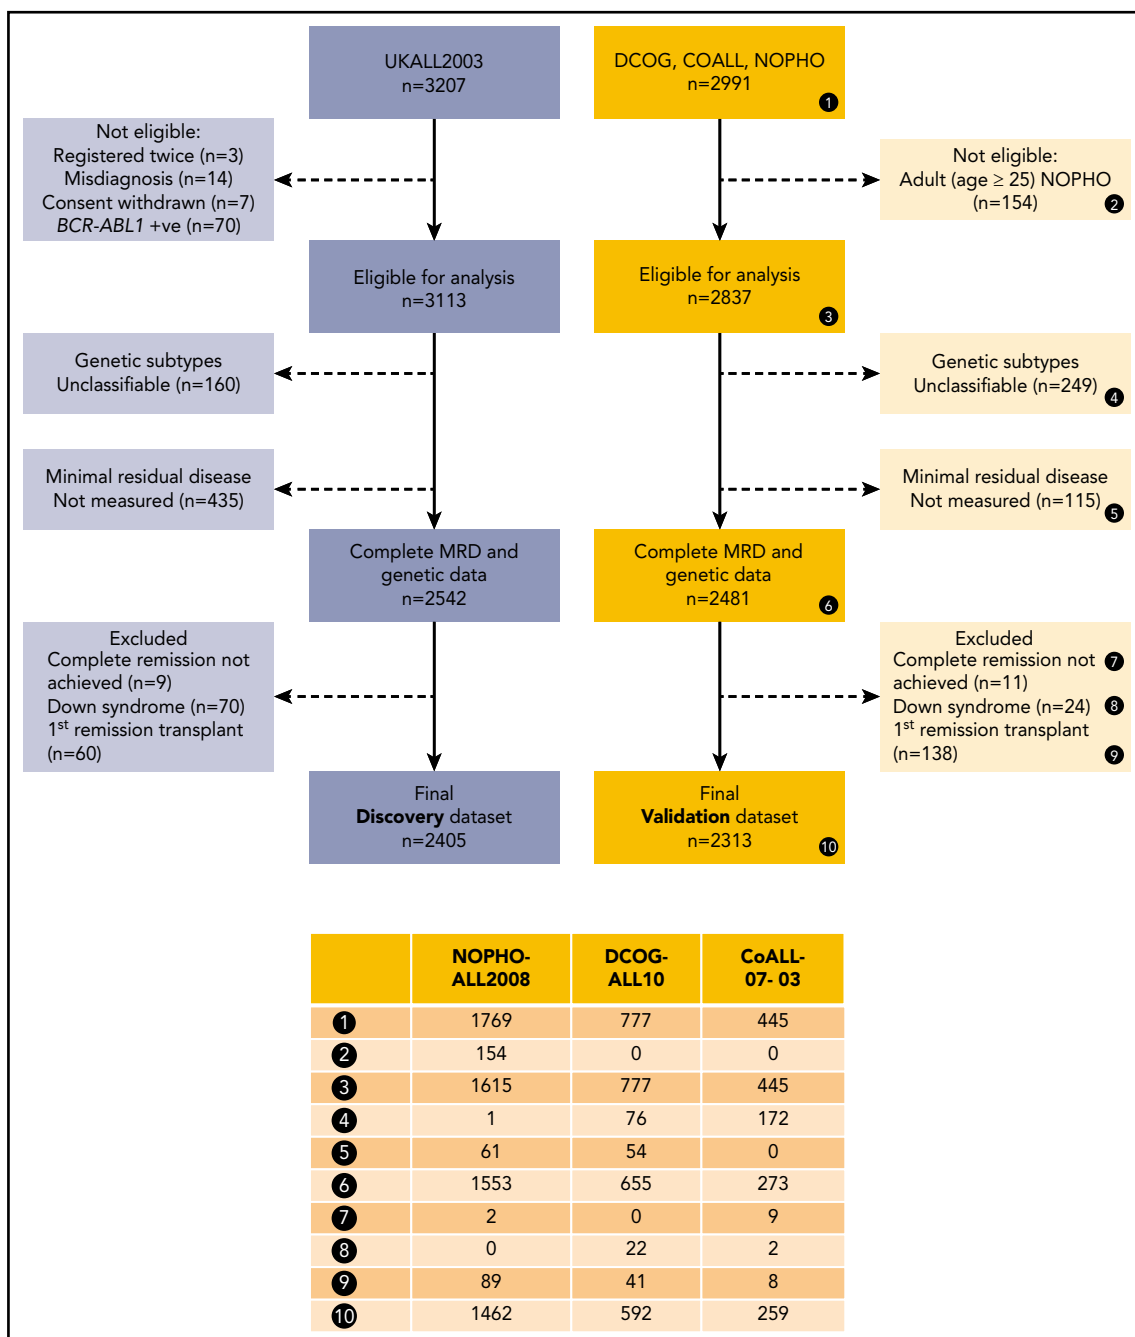 UKALL2003
n=3207
DCOG, COALL, NOPHO
n=2991
1
Not eligible:
Registered twice (n=3)
Misdiagnosis (n=14)
Consent withdrawn (n=7)
BCR-ABL1 +ve (n=70)
Not eligible:
Adult (age ≥ 25) NOPHO
(n=154)
2
Eligible for analysis
n=3113
Eligible for analysis
n=2837
3
Genetic subtypes
Unclassifiable (n=160)
Genetic subtypes
Unclassifiable (n=249)
4
Minimal residual disease
Not measured (n=435)
Minimal residual disease
Not measured (n=115)
5
Complete MRD and
genetic data
n=2542
Complete MRD and
genetic data
n=2481
6
Excluded
Complete remission not
achieved (n=9)
Down syndrome (n=70)
1st remission transplant
(n=60)
Excluded
Complete remission not 7
achieved (n=11)
Down syndrome (n=24) 8
1st remission transplant
(n=138) 9
Final
Discovery dataset
n=2405
Final
Validation dataset
n=2313
10
NOPHO-
ALL2008
DCOG-
ALL10
CoALL-
07- 03
1 1769 777 445
2 154 0 0
3 1615 777 445
4 1 76 172
5 61 54 0
6 1553 655 273
7 2 0 9
8 0 22 2
9 89 41 8
10 1462 592 259